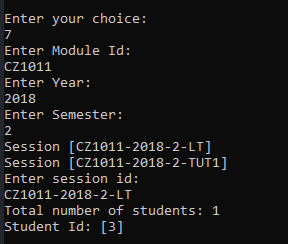 Enter your choice:
7
Enter Module Id:
CZ1011
Enter Year:
2018
Enter Semester:
2
Session [CZ1011-2018-2-LT]
Session [CZ1011-2018-2-TUT1]
Enter session id:
CZ1011-2018-2-LT
Total number of students: 1
Student Id: [3]